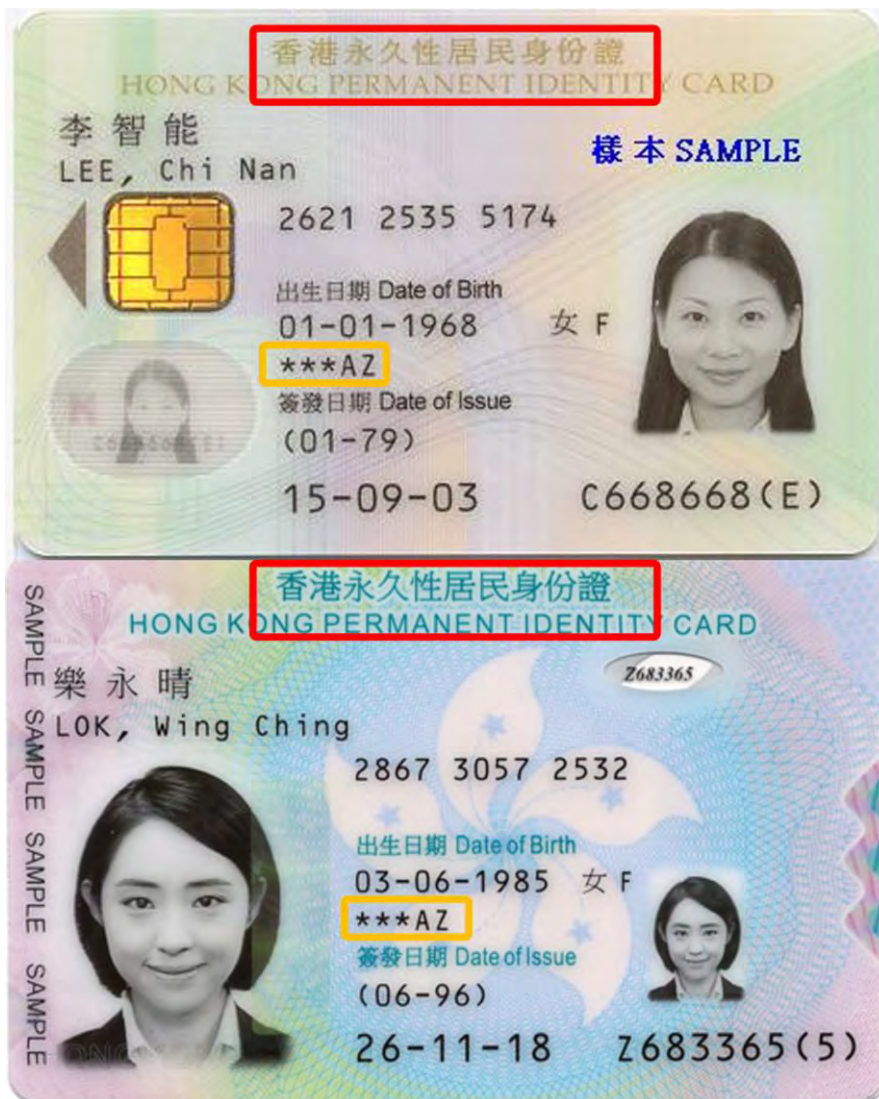 香港永久性居民身份證
HONG KONG PERMANENT IDENTITY CARD
李智能
LEE, Chi Nan
樣本 SAMPLE
2621 2535 5174
出生日期 Date of Birth
01-01-1968 女 F
***AZ
簽發日期 Date of Issue
(01-79)
15-09-03 C668668(E)
香港永久性居民身份證
HONG KONG PERMANENT IDENTITY CARD
SAMPLE SAMPLE SAMPLE SAMPLE
Z683365
樂永晴
LOK, Wing Ching
2867 3057 2532
出生日期 Date of Birth
03-06-1985 女 F
***AZ
簽發日期 Date of Issue
(06-96)
26-11-18 Z683365(5)